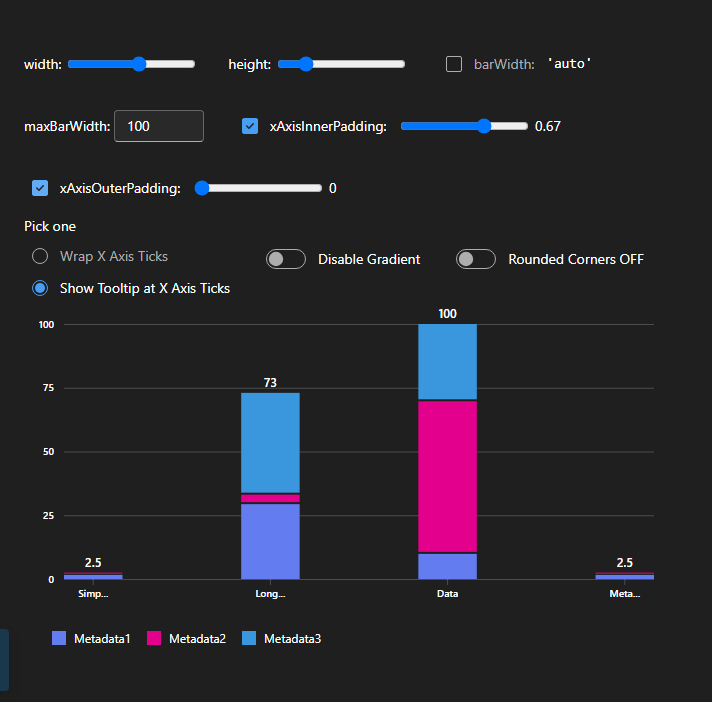 width: height: barWidth: 'auto'
maxBarWidth: 100 xAxisInnerPadding: 0.67
xAxisOuterPadding: 0
Pick one
Wrap X Axis Ticks Disable Gradient Rounded Corners OFF
Show Tooltip at X Axis Ticks
100
100
75
73
50
25
2.5 2.5
0
Simp... Long... Data Meta...
Metadata1 Metadata2 Metadata3